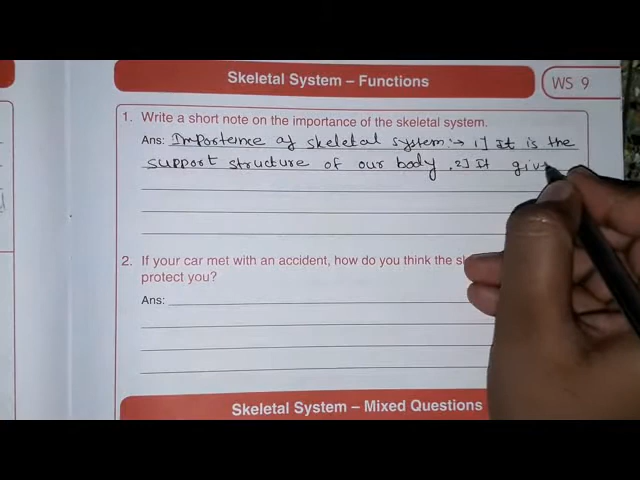 Skeletal System – Functions
WS 9
1. Write a short note on the importance of the skeletal system.
Ans: Importence of skeletal system:→ 1] It is the
support structure of our body. 2] It giv
2. If your car met with an accident, how do you think the
protect you?
Ans:
Skeletal System – Mixed Questions